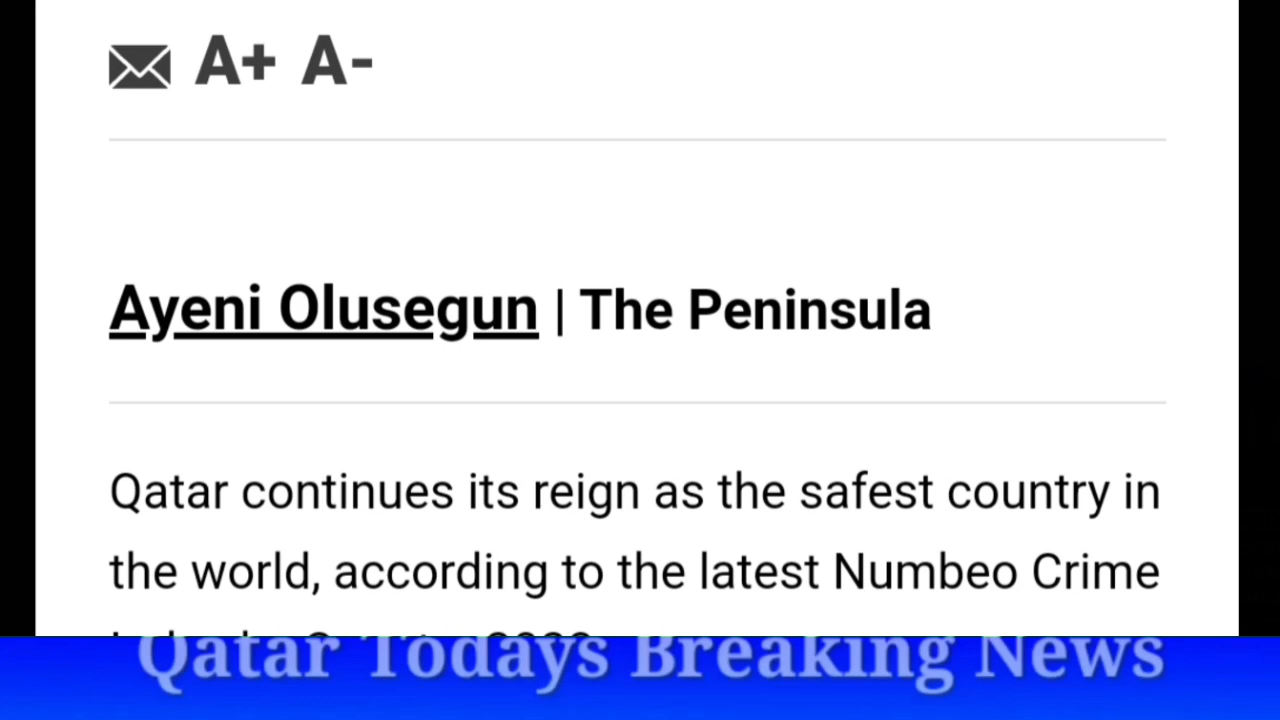 A+ A-
Ayeni Olusegun | The Peninsula
Qatar continues its reign as the safest country in
the world, according to the latest Numbeo Crime
Qatar Todays Breaking News